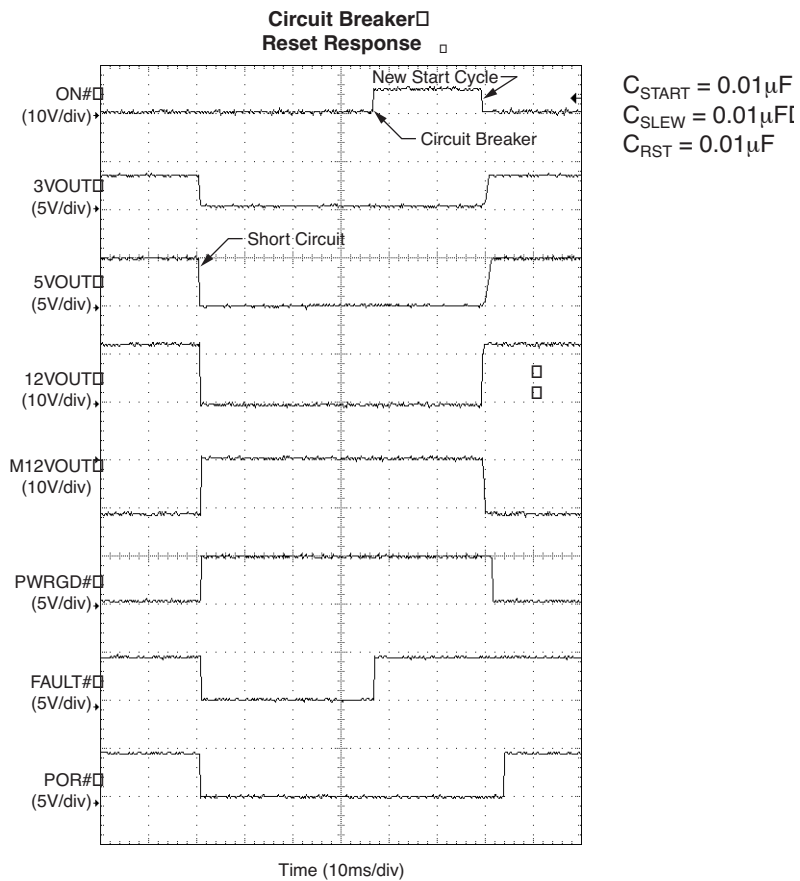 Circuit Breaker
Reset Response
New Start Cycle
ON#
(10V/div)
Circuit Breaker
3VOUT
(5V/div)
Short Circuit
5VOUT
(5V/div)
12VOUT
(10V/div)
M12VOUT
(10V/div)
PWRGD#
(5V/div)
FAULT#
(5V/div)
POR#
(5V/div)
Time (10ms/div)
C_START = 0.01μF
C_SLEW = 0.01μF
C_RST = 0.01μF